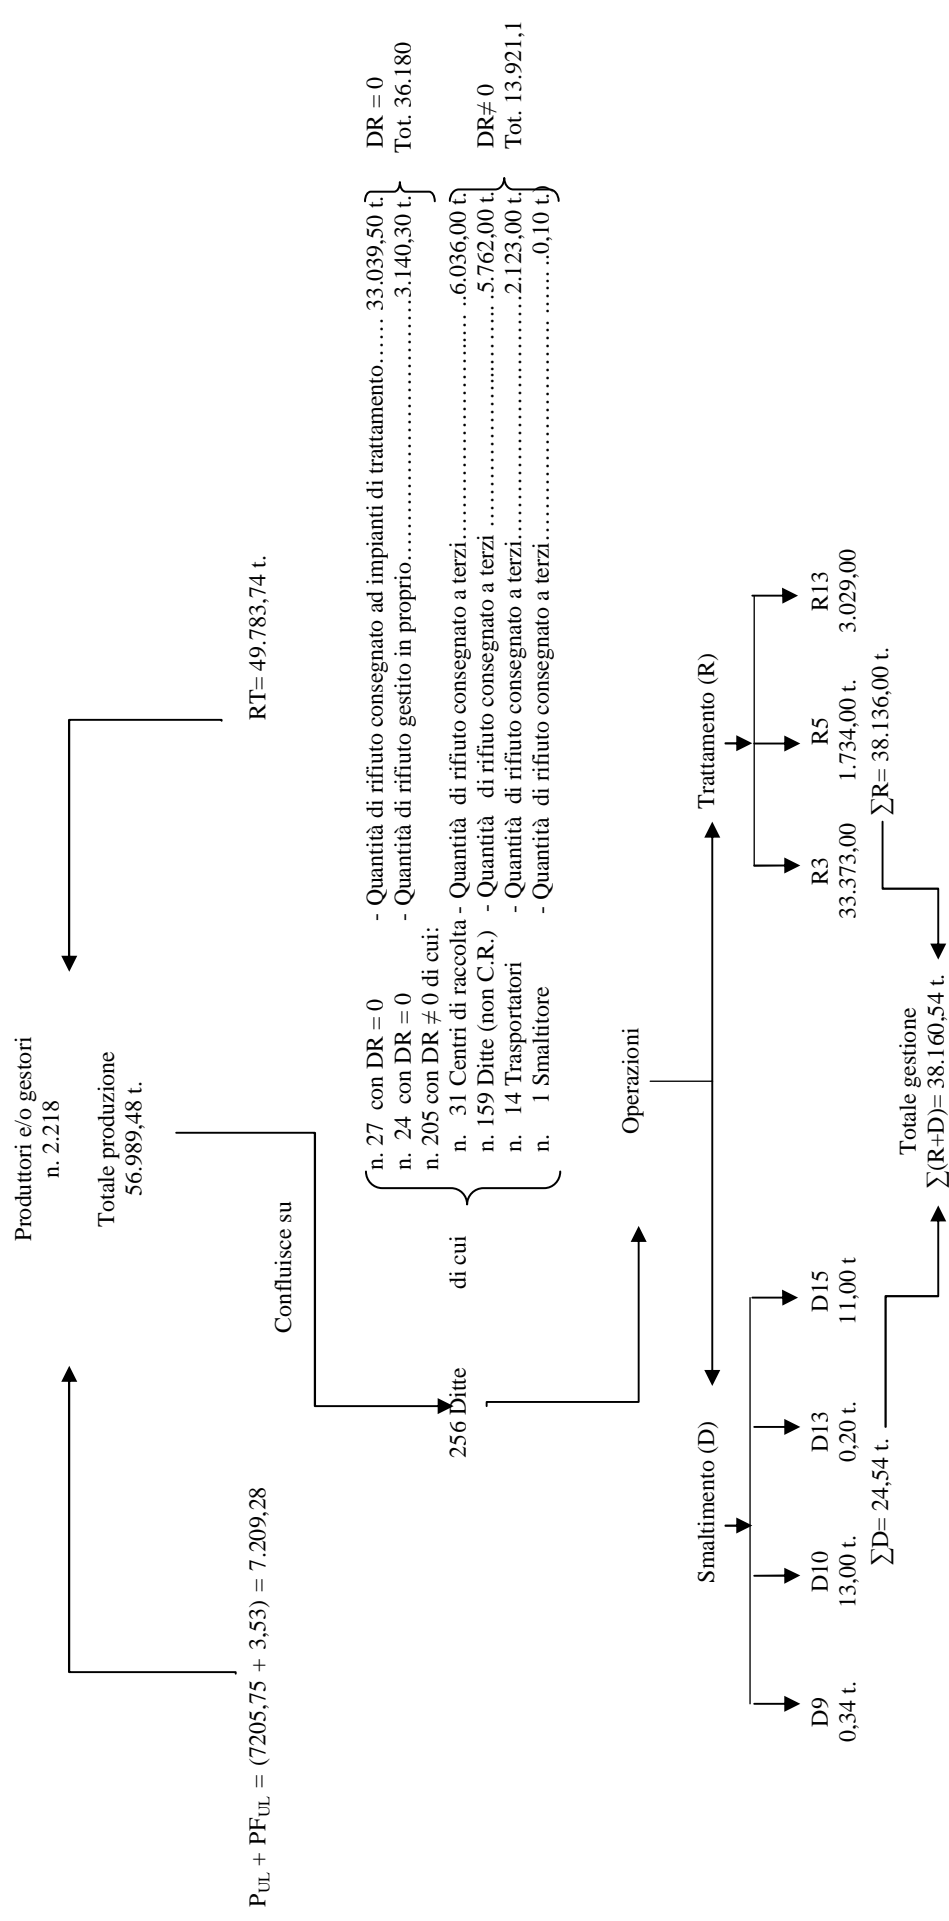 Produttori e/o gestori
n. 2.218
Totale produzione
56.989,48 t.
P_UL + PF_UL = (7205,75 + 3,53) = 7.209,28
RT= 49.783,74 t.
Confluisce su
256 Ditte
di cui
n. 27 con DR = 0 - Quantità di rifiuto consegnato ad impianti di trattamento…… 33.039,50 t.
n. 24 con DR = 0 - Quantità di rifiuto gestito in proprio……………………………3.140,30 t.
DR = 0
Tot. 36.180
n. 205 con DR ≠ 0 di cui:
n. 31 Centri di raccolta - Quantità di rifiuto consegnato a terzi……………………………..6.036,00 t.
n. 159 Ditte (non C.R.) - Quantità di rifiuto consegnato a terzi ……………………………..5.762,00 t.
n. 14 Trasportatori - Quantità di rifiuto consegnato a terzi……………………………..2.123,00 t.
n. 1 Smaltitore - Quantità di rifiuto consegnato a terzi…………………………………..0,10 t.)
DR≠ 0
Tot. 13.921,1
Operazioni
Smaltimento (D)
Trattamento (R)
D9
0,34 t.
D10
13,00 t.
D13
0,20 t.
D15
11,00 t
R3
33.373,00
R5
1.734,00 t.
R13
3.029,00
∑D= 24,54 t.
∑R= 38.136,00 t.
Totale gestione
∑(R+D)= 38.160,54 t.